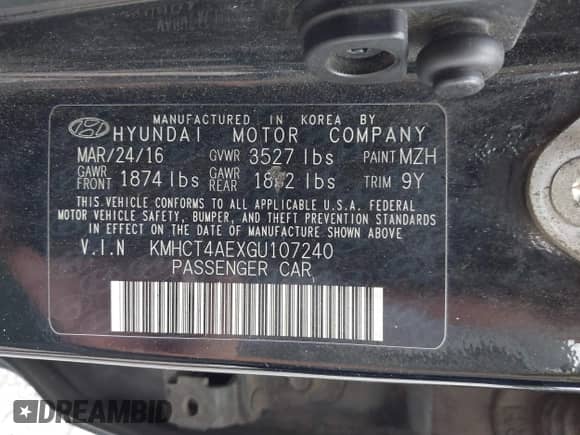 MANUFACTURED IN KOREA BY
HYUNDAI MOTOR COMPANY
MAR/24/16 GVWR 3527 lbs PAINT MZH
GAWR FRONT 1874 lbs GAWR REAR lbs TRIM 9Y
THIS VEHICLE CONFORMS TO ALL APPLICABLE U.S.A. FEDERAL
MOTOR VEHICLE SAFETY, BUMPER, AND THEFT PREVENTION STANDARDS
IN EFFECT ON THE DATE OF MANUFACTURE SHOWN ABOVE.
V.I.N KMHCT4AEXGU107240
PASSENGER CAR
DREAMBID